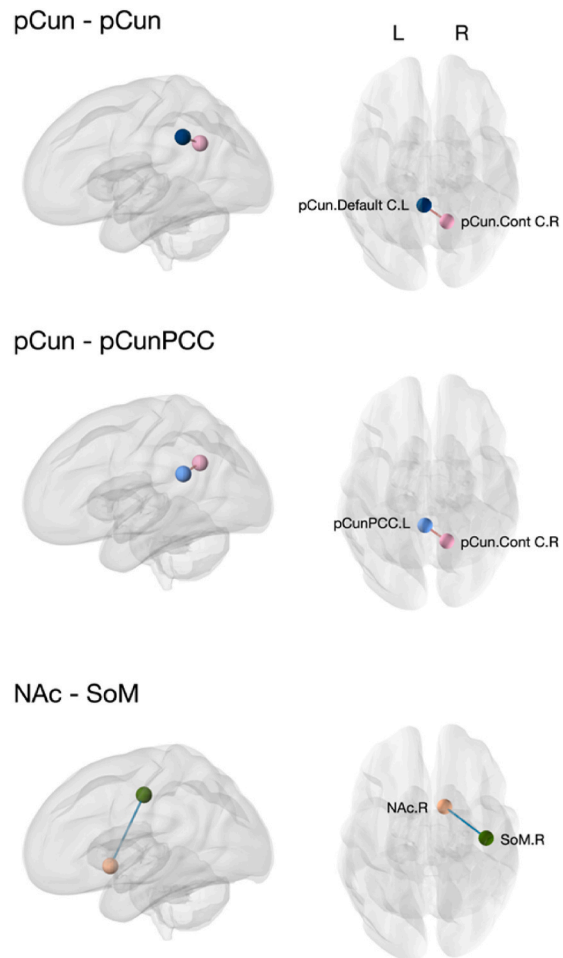 pCun - pCun
L R
pCun.Default C.L
pCun.Cont C.R
pCun - pCunPCC
pCunPCC.L
pCun.Cont C.R
NAc - SoM
NAc.R
SoM.R